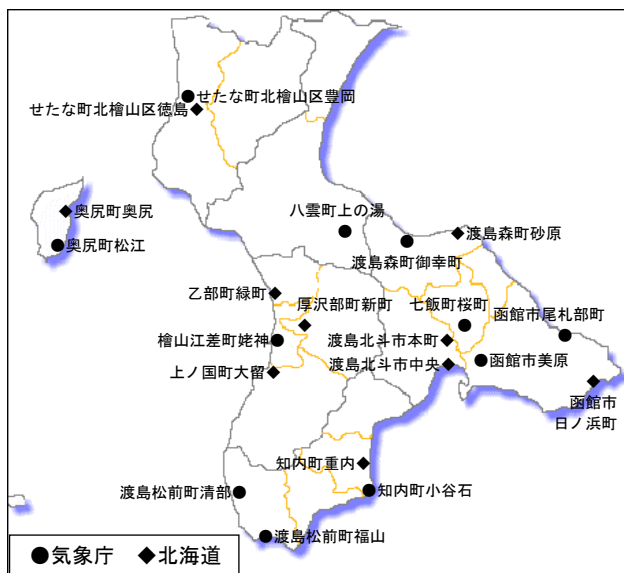 せたな町北檜山区豊岡
せたな町北檜山区徳島
奥尻町奥尻
奥尻町松江
八雲町上の湯
渡島森町砂原
渡島森町御幸町
乙部町緑町
厚沢部町新町
七飯町桜町
函館市尾札部町
檜山江差町姥神
渡島北斗市本町
函館市美原
上ノ国町大留
渡島北斗市中央
函館市
日ノ浜町
知内町重内
渡島松前町清部
知内町小谷石
渡島松前町福山
●気象庁 ◆北海道